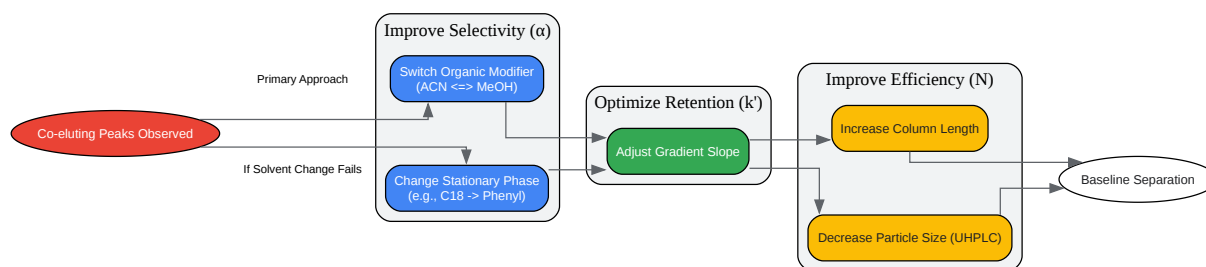 Improve Selectivity (α)
Primary Approach
Switch Organic Modifier
(ACN <=> MeOH)
Co-eluting Peaks Observed
If Solvent Change Fails
Change Stationary Phase
(e.g., C18 -> Phenyl)
Optimize Retention (k')
Adjust Gradient Slope
Improve Efficiency (N)
Increase Column Length
Decrease Particle Size (UHPLC)
Baseline Separation